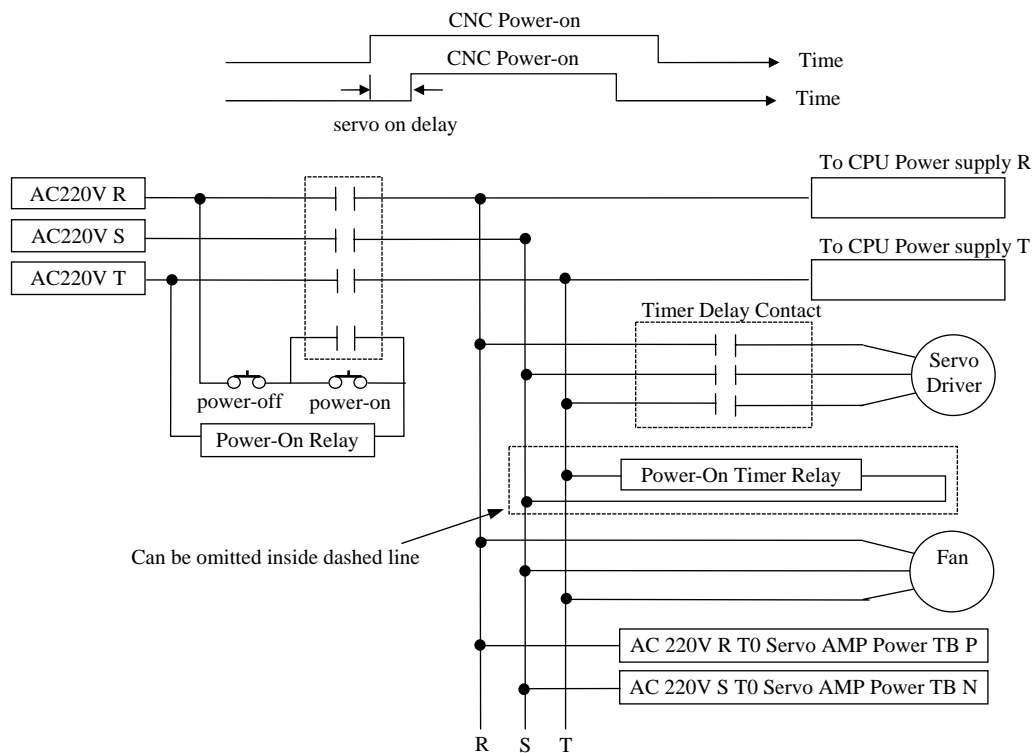 CNC Power-on
Time
CNC Power-on
Time
servo on delay
To CPU Power supply R
AC220V R
AC220V S
To CPU Power supply T
AC220V T
Timer Delay Contact
Servo
Driver
power-off
power-on
Power-On Relay
Power-On Timer Relay
Can be omitted inside dashed line
Fan
AC 220V R T0 Servo AMP Power TB P
AC 220V S T0 Servo AMP Power TB N
R S T